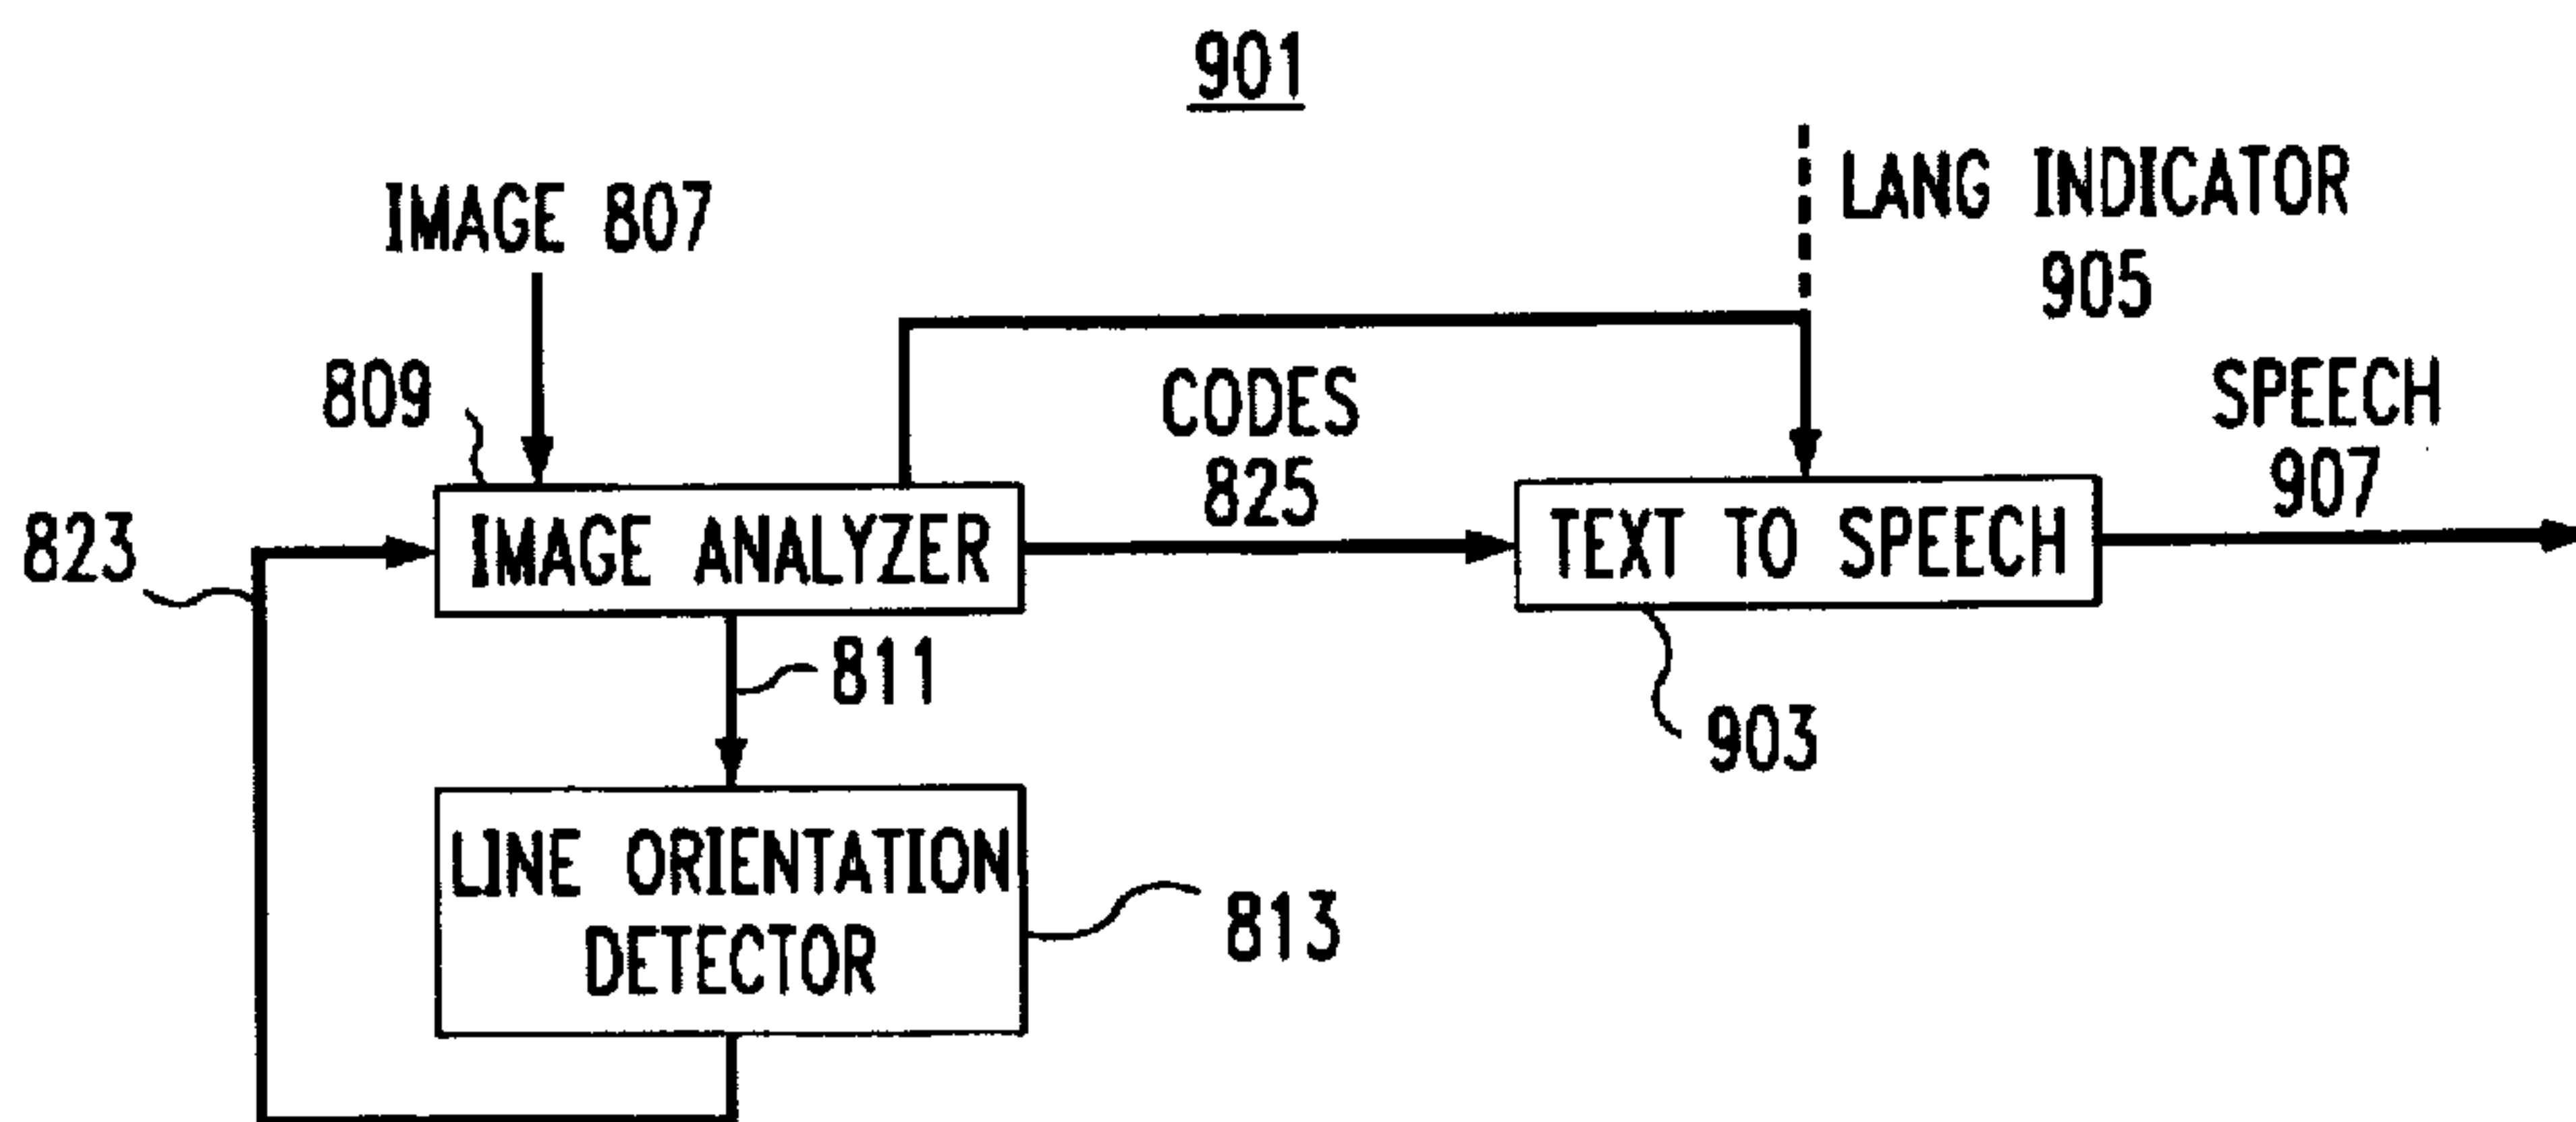 901
IMAGE 807
LANG INDICATOR
905
809
CODES
825
SPEECH
907
823
IMAGE ANALYZER
TEXT TO SPEECH
811
903
LINE ORIENTATION
DETECTOR
813